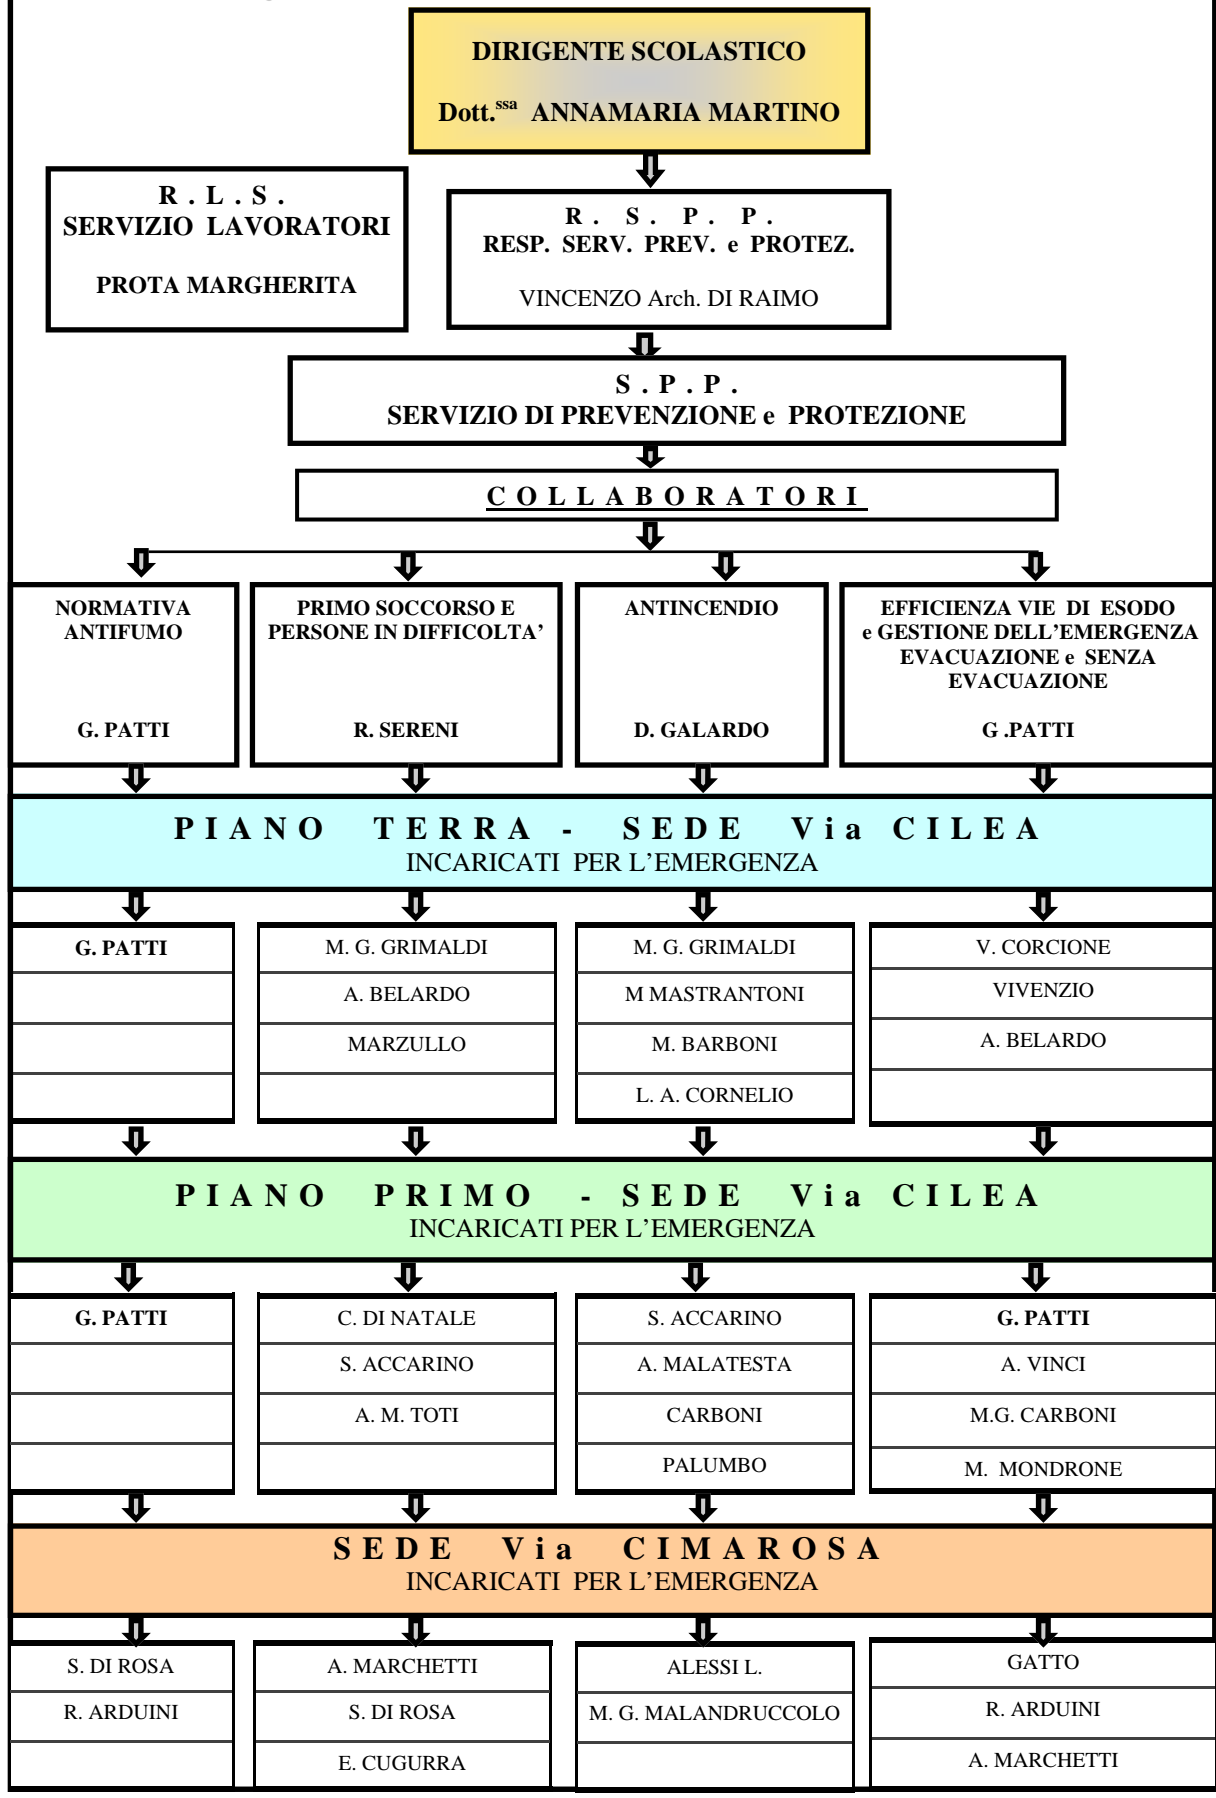 DIRIGENTE SCOLASTICO
Dott.ssa ANNAMARIA MARTINO
R . L . S .
SERVIZIO LAVORATORI
PROTA MARGHERITA
R . S . P . P .
RESP. SERV. PREV. e PROTEZ.
VINCENZO Arch. DI RAIMO
S . P . P .
SERVIZIO DI PREVENZIONE e PROTEZIONE
C O L L A B O R A T O R I
NORMATIVA
ANTIFUMO
G. PATTI
PRIMO SOCCORSO E
PERSONE IN DIFFICOLTA’
R. SERENI
ANTINCENDIO
D. GALARDO
EFFICIENZA VIE DI ESODO
e GESTIONE DELL’EMERGENZA
EVACUAZIONE e SENZA
EVACUAZIONE
G .PATTI
P I A N O T E R R A - S E D E V i a C I L E A
INCARICATI PER L’EMERGENZA
G. PATTI
M. G. GRIMALDI
A. BELARDO
MARZULLO
M. G. GRIMALDI
M MASTRANTONI
M. BARBONI
L. A. CORNELIO
V. CORCIONE
VIVENZIO
A. BELARDO
P I A N O P R I M O - S E D E V i a C I L E A
INCARICATI PER L’EMERGENZA
G. PATTI
C. DI NATALE
S. ACCARINO
A. M. TOTI
S. ACCARINO
A. MALATESTA
CARBONI
PALUMBO
G. PATTI
A. VINCI
M.G. CARBONI
M. MONDRONE
S E D E V i a C I M A R O S A
INCARICATI PER L’EMERGENZA
S. DI ROSA
R. ARDUINI
A. MARCHETTI
S. DI ROSA
E. CUGURRA
ALESSI L.
M. G. MALANDRUCCOLO
GATTO
R. ARDUINI
A. MARCHETTI